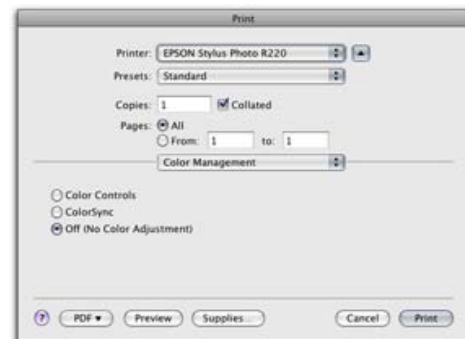 Print
Printer: EPSON Stylus Photo R220
Presets: Standard
Copies: 1 Collated
Pages: All
From: 1 to: 1
Color Management
Color Controls
ColorSync
Off (No Color Adjustment)
? PDF Preview Supplies... Cancel Print